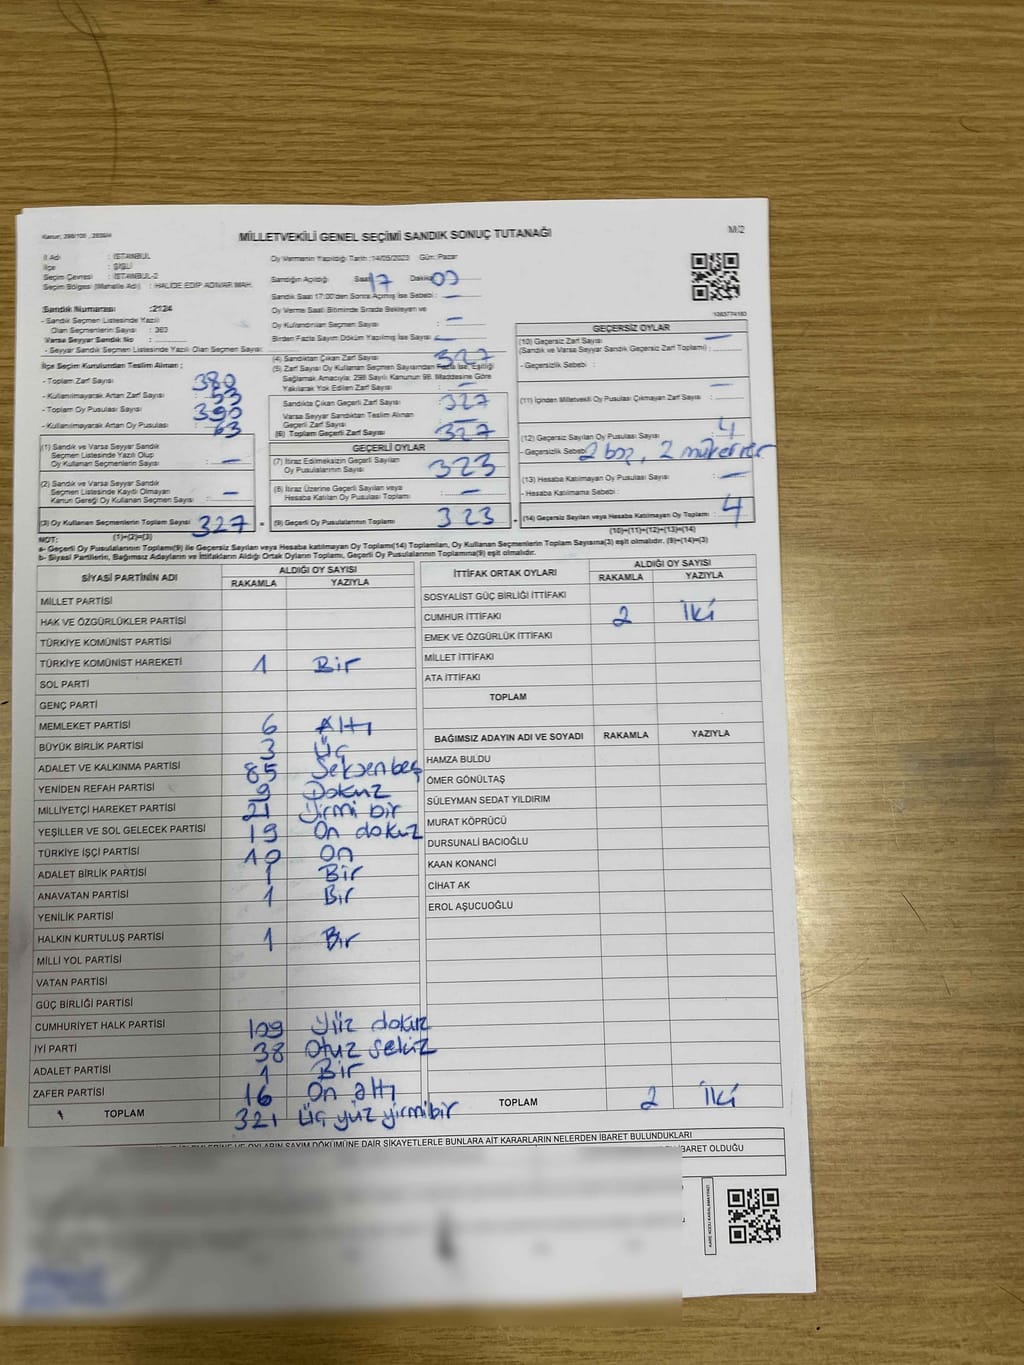 Kanun; 298/105 , 2839/4
MİLLETVEKİLİ GENEL SEÇİMİ SANDIK SONUÇ TUTANAĞI
M/2
İl Adı : İSTANBUL
İlçe : ŞİŞLİ
Seçim Çevresi : İSTANBUL-2
Seçim Bölgesi (Mahalle Adı) : HALİDE EDİP ADIVAR MAH.
Oy Vermenin Yapıldığı Tarih :14/05/2023 Gün: Pazar
Sandığın Açıldığı Saat 17 Dakika 00
Sandık Saat 17:00'den Sonra Açılmış İse Sebebi : —
Oy Verme Saati Bitiminde Sırada Bekleyen ve
Oy Kullandırılan Seçmen Sayısı : —
Birden Fazla Sayım Döküm Yapılmış İse Sayısı : —
Sandık Numarası :2124
- Sandık Seçmen Listesinde Yazılı
Olan Seçmenlerin Sayısı : 363
Varsa Seyyar Sandık No :
- Seyyar Sandık Seçmen Listesinde Yazılı Olan Seçmen Sayısı :
İlçe Seçim Kurulundan Teslim Alınan ;
- Toplam Zarf Sayısı 380
- Kullanılmayarak Artan Zarf Sayısı 53
- Toplam Oy Pusulası Sayısı 390
- Kullanılmayarak Artan Oy Pusulası 63
(4) Sandıktan Çıkan Zarf Sayısı 327
(5) Zarf Sayısı Oy Kullanan Seçmen Sayısından Fazla İse, Eşitliği
Sağlamak Amacıyla; 298 Sayılı Kanunun 98. Maddesine Göre
Yakılarak Yok Edilen Zarf Sayısı : —
Sandıkta Çıkan Geçerli Zarf Sayısı : 327
Varsa Seyyar Sandıktan Teslim Alınan
Geçerli Zarf Sayısı : —
(6) Toplam Geçerli Zarf Sayısı : 327
1083774183
GEÇERSİZ OYLAR
(10) Geçersiz Zarf Sayısı —
(Sandık ve Varsa Seyyar Sandık Geçersiz Zarf Toplamı) :
- Geçersizlik Sebebi :
(11) İçinden Milletvekili Oy Pusulası Çıkmayan Zarf Sayısı : —
(12) Geçersiz Sayılan Oy Pusulası Sayısı : 4
- Geçersizlik Sebebi 2 boş, 2 mükerrer
(13) Hesaba Katılmayan Oy Pusulası Sayısı : —
- Hesaba Katılmama Sebebi :
(14) Geçersiz Sayılan veya Hesaba katılmayan Oy Toplamı : 4
(10)+(11)+(12)+(13)=(14)
(1) Sandık ve Varsa Seyyar Sandık
Seçmen Listesinde Yazılı Olup
Oy Kullanan Seçmen Sayısı : —
(2) Sandık ve Varsa Seyyar Sandık
Seçmen Listesinde Kayıtlı Olmayan
Kanun Gereği Oy Kullanan Seçmen Sayısı : —
(3) Oy Kullanan Seçmenlerin Toplam Sayısı : 327
(1)+(2)=(3)
GEÇERLİ OYLAR
(7) İtiraz Edilmeksizin Geçerli Sayılan
Oy Pusulalarının Sayısı : 323
(8) İtiraz Üzerine Geçerli Sayılan veya
Hesaba Katılan Oy Pusulası Toplamı : —
(9) Geçerli Oy Pusulalarının Toplamı : 323
NOT:
a- Geçerli Oy Pusulalarının Toplamı(9) ile Geçersiz Sayılan veya Hesaba katılmayan Oy Toplamı(14) Toplamları, Oy Kullanan Seçmenlerin Toplam Sayısına(3) eşit olmalıdır. (9)+(14)=(3)
b- Siyasi Partilerin, Bağımsız Adayların ve İttifakların Aldığı Ortak Oyların Toplamı, Geçerli Oy Pusulalarının Toplamına(9) eşit olmalıdır.
SİYASİ PARTİNİN ADI ALDIĞI OY SAYISI
RAKAMLA YAZIYLA
MİLLET PARTİSİ
HAK VE ÖZGÜRLÜKLER PARTİSİ
TÜRKİYE KOMÜNİST PARTİSİ
TÜRKİYE KOMÜNİST HAREKETİ 1 Bir
SOL PARTİ
GENÇ PARTİ
MEMLEKET PARTİSİ 6 Altı
BÜYÜK BİRLİK PARTİSİ 3 Üç
ADALET VE KALKINMA PARTİSİ 85 Seksenbeş
YENİDEN REFAH PARTİSİ 9 Dokuz
MİLLİYETÇİ HAREKET PARTİSİ 21 Yirmi bir
YEŞİLLER VE SOL GELECEK PARTİSİ 19 On dokuz
TÜRKİYE İŞÇİ PARTİSİ 10 On
ADALET BİRLİK PARTİSİ 1 Bir
ANAVATAN PARTİSİ 1 Bir
YENİLİK PARTİSİ
HALKIN KURTULUŞ PARTİSİ 1 Bir
MİLLİ YOL PARTİSİ
VATAN PARTİSİ
GÜÇ BİRLİĞİ PARTİSİ
CUMHURİYET HALK PARTİSİ 109 Yüz dokuz
İYİ PARTİ 38 Otuz sekiz
ADALET PARTİSİ 1 Bir
ZAFER PARTİSİ 16 On altı
TOPLAM 321 Üç yüz yirmibir
İTTİFAK ORTAK OYLARI ALDIĞI OY SAYISI
RAKAMLA YAZIYLA
SOSYALİST GÜÇ BİRLİĞİ İTTİFAKI
CUMHUR İTTİFAKI 2 İki
EMEK VE ÖZGÜRLÜK İTTİFAKI
MİLLET İTTİFAKI
ATA İTTİFAKI
TOPLAM
BAĞIMSIZ ADAYIN ADI VE SOYADI RAKAMLA YAZIYLA
HAMZA BULDU
ÖMER GÖNÜLTAŞ
SÜLEYMAN SEDAT YILDIRIM
MURAT KÖPRÜCÜ
DURSUNALİ BACIOĞLU
KAAN KONANCİ
CİHAT AK
EROL AŞUCUOĞLU
TOPLAM 2 İki
İŞLEMLERİNE VE OYLARIN SAYIM DÖKÜMÜNE DAİR ŞİKAYETLERLE BUNLARA AİT KARARLARIN NELERDEN İBARET BULUNDUKLARI
İBARET OLDUĞU
KARE KODU KARALAMAYINIZ!